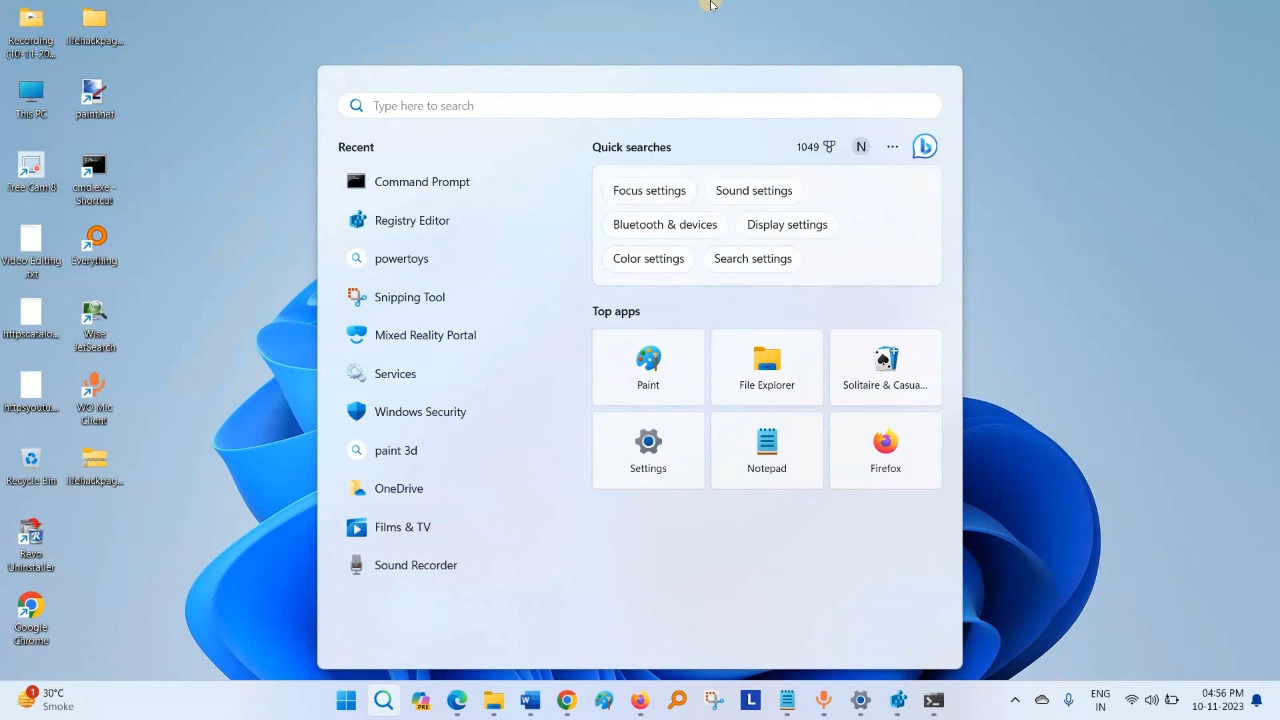 Recording
(10-11-20...
lifehackpag...
This PC
paint.net
Free Cam 8
cmd.exe -
Shortcut
Video Editing
.txt
Everything
httpscatalo...
Wise
JetSearch
httpsyoutu...
WO Mic
Client
Recycle Bin
lifehackpag...
Revo
Uninstaller
Google
Chrome
Type here to search
Recent
Command Prompt
Registry Editor
powertoys
Snipping Tool
Mixed Reality Portal
Services
Windows Security
paint 3d
OneDrive
Films & TV
Sound Recorder
Quick searches
1049
N
b
Focus settings
Sound settings
Bluetooth & devices
Display settings
Color settings
Search settings
Top apps
Paint
File Explorer
Solitaire & Casua...
Settings
Notepad
Firefox
1
30°C
Smoke
PRE
W
L
ENG
IN
04:56 PM
10-11-2023